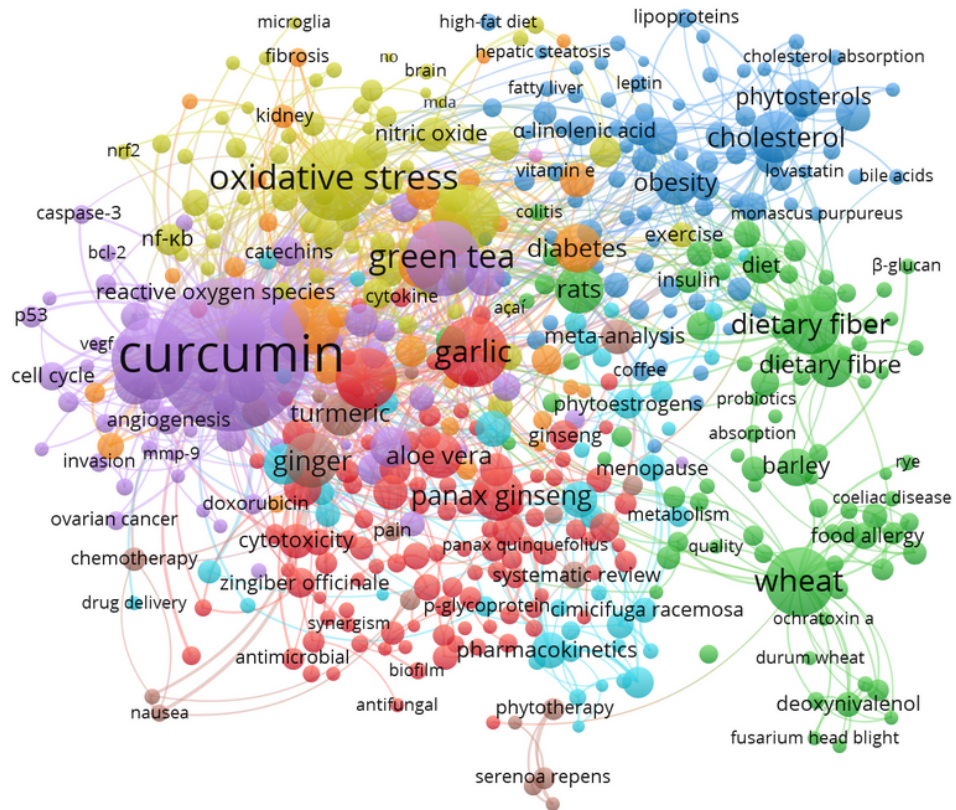 microglia
high-fat diet
lipoproteins
fibrosis
no
brain
hepatic steatosis
cholesterol absorption
mda
fatty liver
leptin
phytosterols
kidney
nitric oxide
α-linolenic acid
cholesterol
nrf2
oxidative stress
vitamin e
obesity
lovastatin
bile acids
caspase-3
colitis
monascus purpureus
nf-κb
bcl-2
catechins
green tea
diabetes
exercise
diet
β-glucan
reactive oxygen species
cytokine
rats
insulin
p53
açaí
vegf
curcumin
garlic
meta-analysis
dietary fiber
cell cycle
coffee
dietary fibre
angiogenesis
turmeric
phytoestrogens
probiotics
invasion
mmp-9
ginger
aloe vera
ginseng
absorption
menopause
barley
rye
doxorubicin
panax ginseng
coeliac disease
ovarian cancer
pain
metabolism
food allergy
chemotherapy
cytotoxicity
panax quinquefolius
quality
zingiber officinale
systematic review
wheat
drug delivery
p-glycoprotein
cimicifuga racemosa
synergism
ochratoxin a
antimicrobial
biofilm
pharmacokinetics
durum wheat
nausea
antifungal
phytotherapy
deoxynivalenol
fusarium head blight
serenoa repens